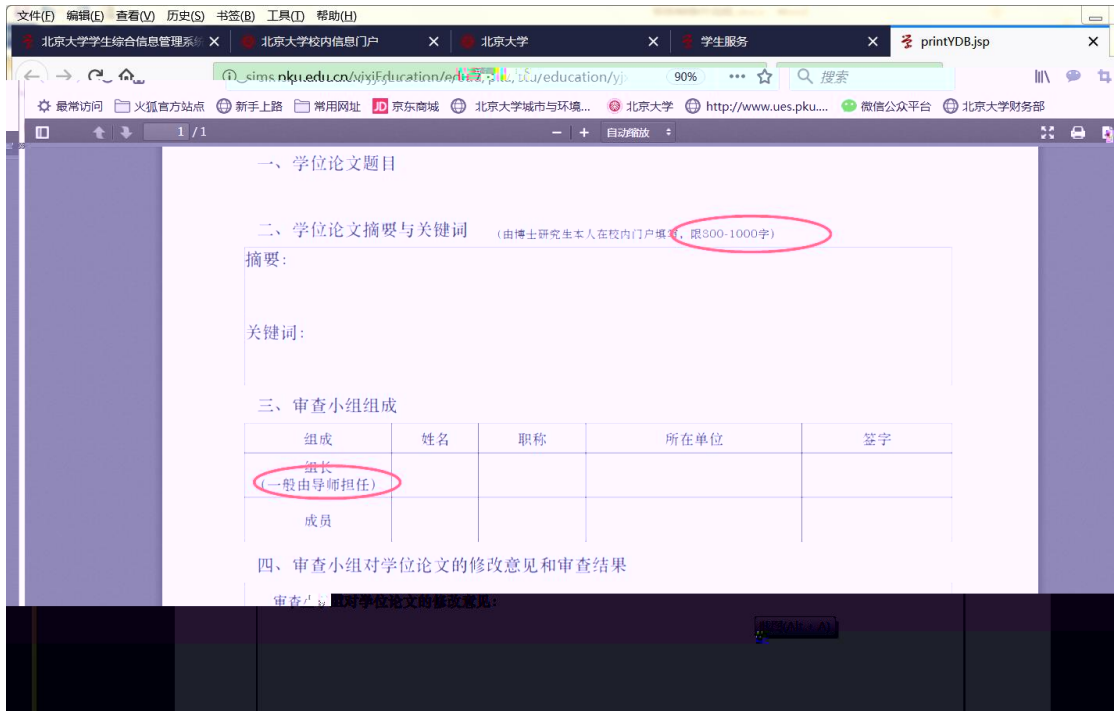 文件(F) 编辑(E) 查看(V) 历史(S) 书签(B) 工具(T) 帮助(H)
北京大学学生综合信息管理系统 北京大学校内信息门户 北京大学 学生服务 printYDB.jsp
sims.pku.edu.cn 90% 搜索
最常访问 火狐官方站点 新手上路 常用网址 JD 京东商城 北京大学城市与环境... 北京大学 http://www.ues.pku.... 微信公众平台 北京大学财务部
1 / 1 自动缩放
一、学位论文题目
二、学位论文摘要与关键词 (由博士研究生本人在校内门户填写，限800-1000字)
摘要：
关键词：
三、审查小组组成
组成 姓名 职称 所在单位 签字
组长
(一般由导师担任)
成员
四、审查小组对学位论文的修改意见和审查结果
审查小组对学位论文的修改意见：